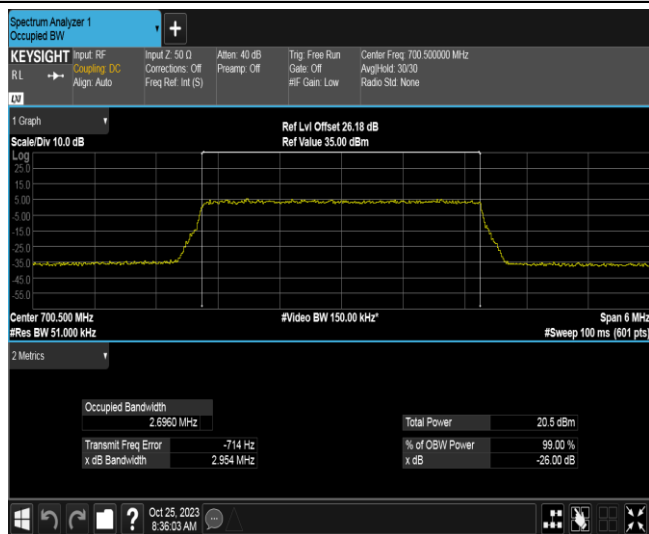 Spectrum Analyzer 1
Occupied BW
+
KEYSIGHT
RL
LXI
Input: RF
Coupling: DC
Align: Auto
Input Z: 50 Ω
Corrections: Off
Freq Ref: Int (S)
Atten: 40 dB
Preamp: Off
Trig: Free Run
Gate: Off
#IF Gain: Low
Center Freq: 700.500000 MHz
Avg|Hold: 30/30
Radio Std: None
1 Graph
Scale/Div 10.0 dB
Ref Lvl Offset 26.18 dB
Ref Value 35.00 dBm
Log
25.0
15.0
5.00
-5.00
-15.0
-25.0
-35.0
-45.0
-55.0
Center 700.500 MHz
#Res BW 51.000 kHz
#Video BW 150.00 kHz*
Span 6 MHz
#Sweep 100 ms (601 pts)
2 Metrics
Occupied Bandwidth
2.6960 MHz
Transmit Freq Error -714 Hz
x dB Bandwidth 2.954 MHz
Total Power 20.5 dBm
% of OBW Power 99.00 %
x dB -26.00 dB
?
Oct 25, 2023
8:36:03 AM